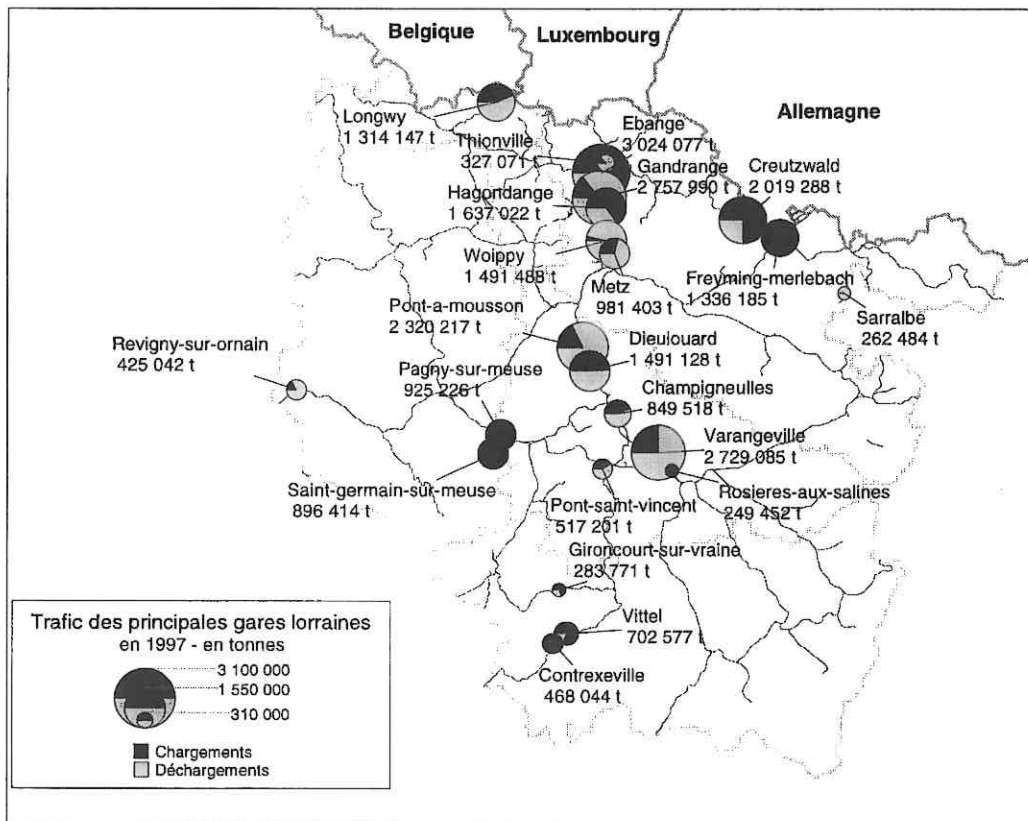 Belgique
Luxembourg
Allemagne
Longwy
1 314 147 t
Thionville
327 071 t
Ebange
3 024 077 t
Gandrange
2 757 990 t
Creutzwald
2 019 288 t
Hagondange
1 637 022 t
Woippy
1 491 488 t
Metz
981 403 t
Freyming-merlebach
1 336 185 t
Sarralbe
262 484 t
Pont-a-mousson
2 320 217 t
Dieulouard
1 491 128 t
Revigny-sur-ornain
425 042 t
Pagny-sur-meuse
925 226 t
Champigneulles
849 518 t
Varangeville
2 729 085 t
Saint-germain-sur-meuse
896 414 t
Pont-saint-vincent
517 201 t
Rosieres-aux-salines
249 452 t
Gironcourt-sur-vraine
283 771 t
Vittel
702 577 t
Contrexeville
468 044 t
Trafic des principales gares lorraines
en 1997 - en tonnes
3 100 000
1 550 000
310 000
Chargements
Déchargements